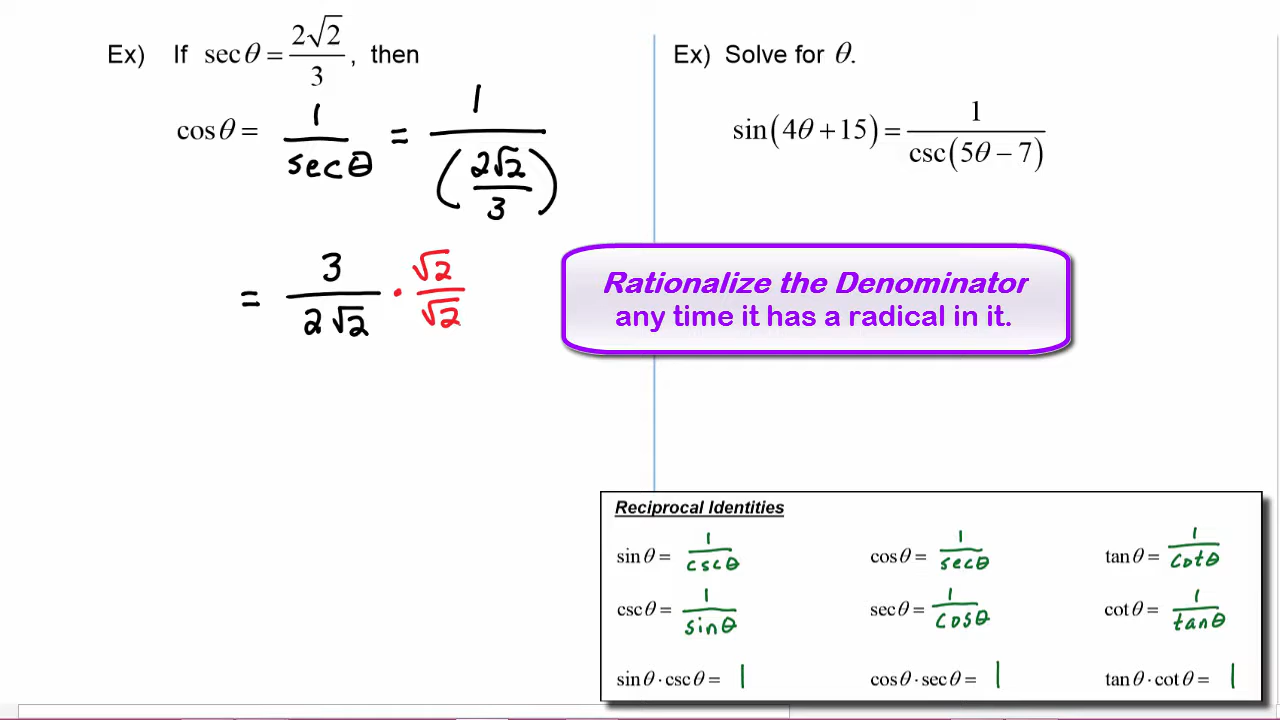 Ex) If sec θ = 2√2/3, then
cos θ = 1/sec θ = 1/(2√2/3)
= 3/2√2 · √2/√2
Ex) Solve for θ.
sin(4θ + 15) = 1/csc(5θ − 7)
Rationalize the Denominator
any time it has a radical in it.
Reciprocal Identities
sin θ = 1/csc θ cos θ = 1/sec θ tan θ = 1/cot θ
csc θ = 1/sin θ sec θ = 1/cos θ cot θ = 1/tan θ
sin θ · csc θ = 1 cos θ · sec θ = 1 tan θ · cot θ = 1